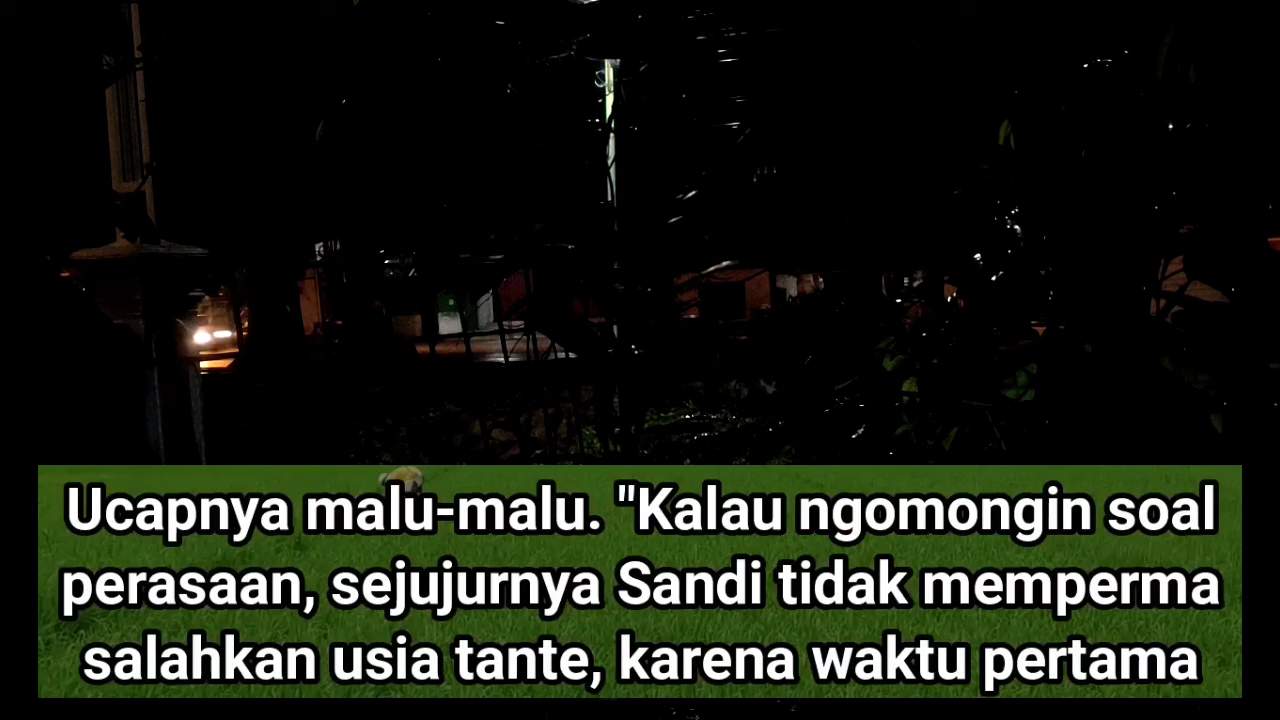 Ucapnya malu-malu. "Kalau ngomongin soal
perasaan, sejujurnya Sandi tidak memperma
salahkan usia tante, karena waktu pertama